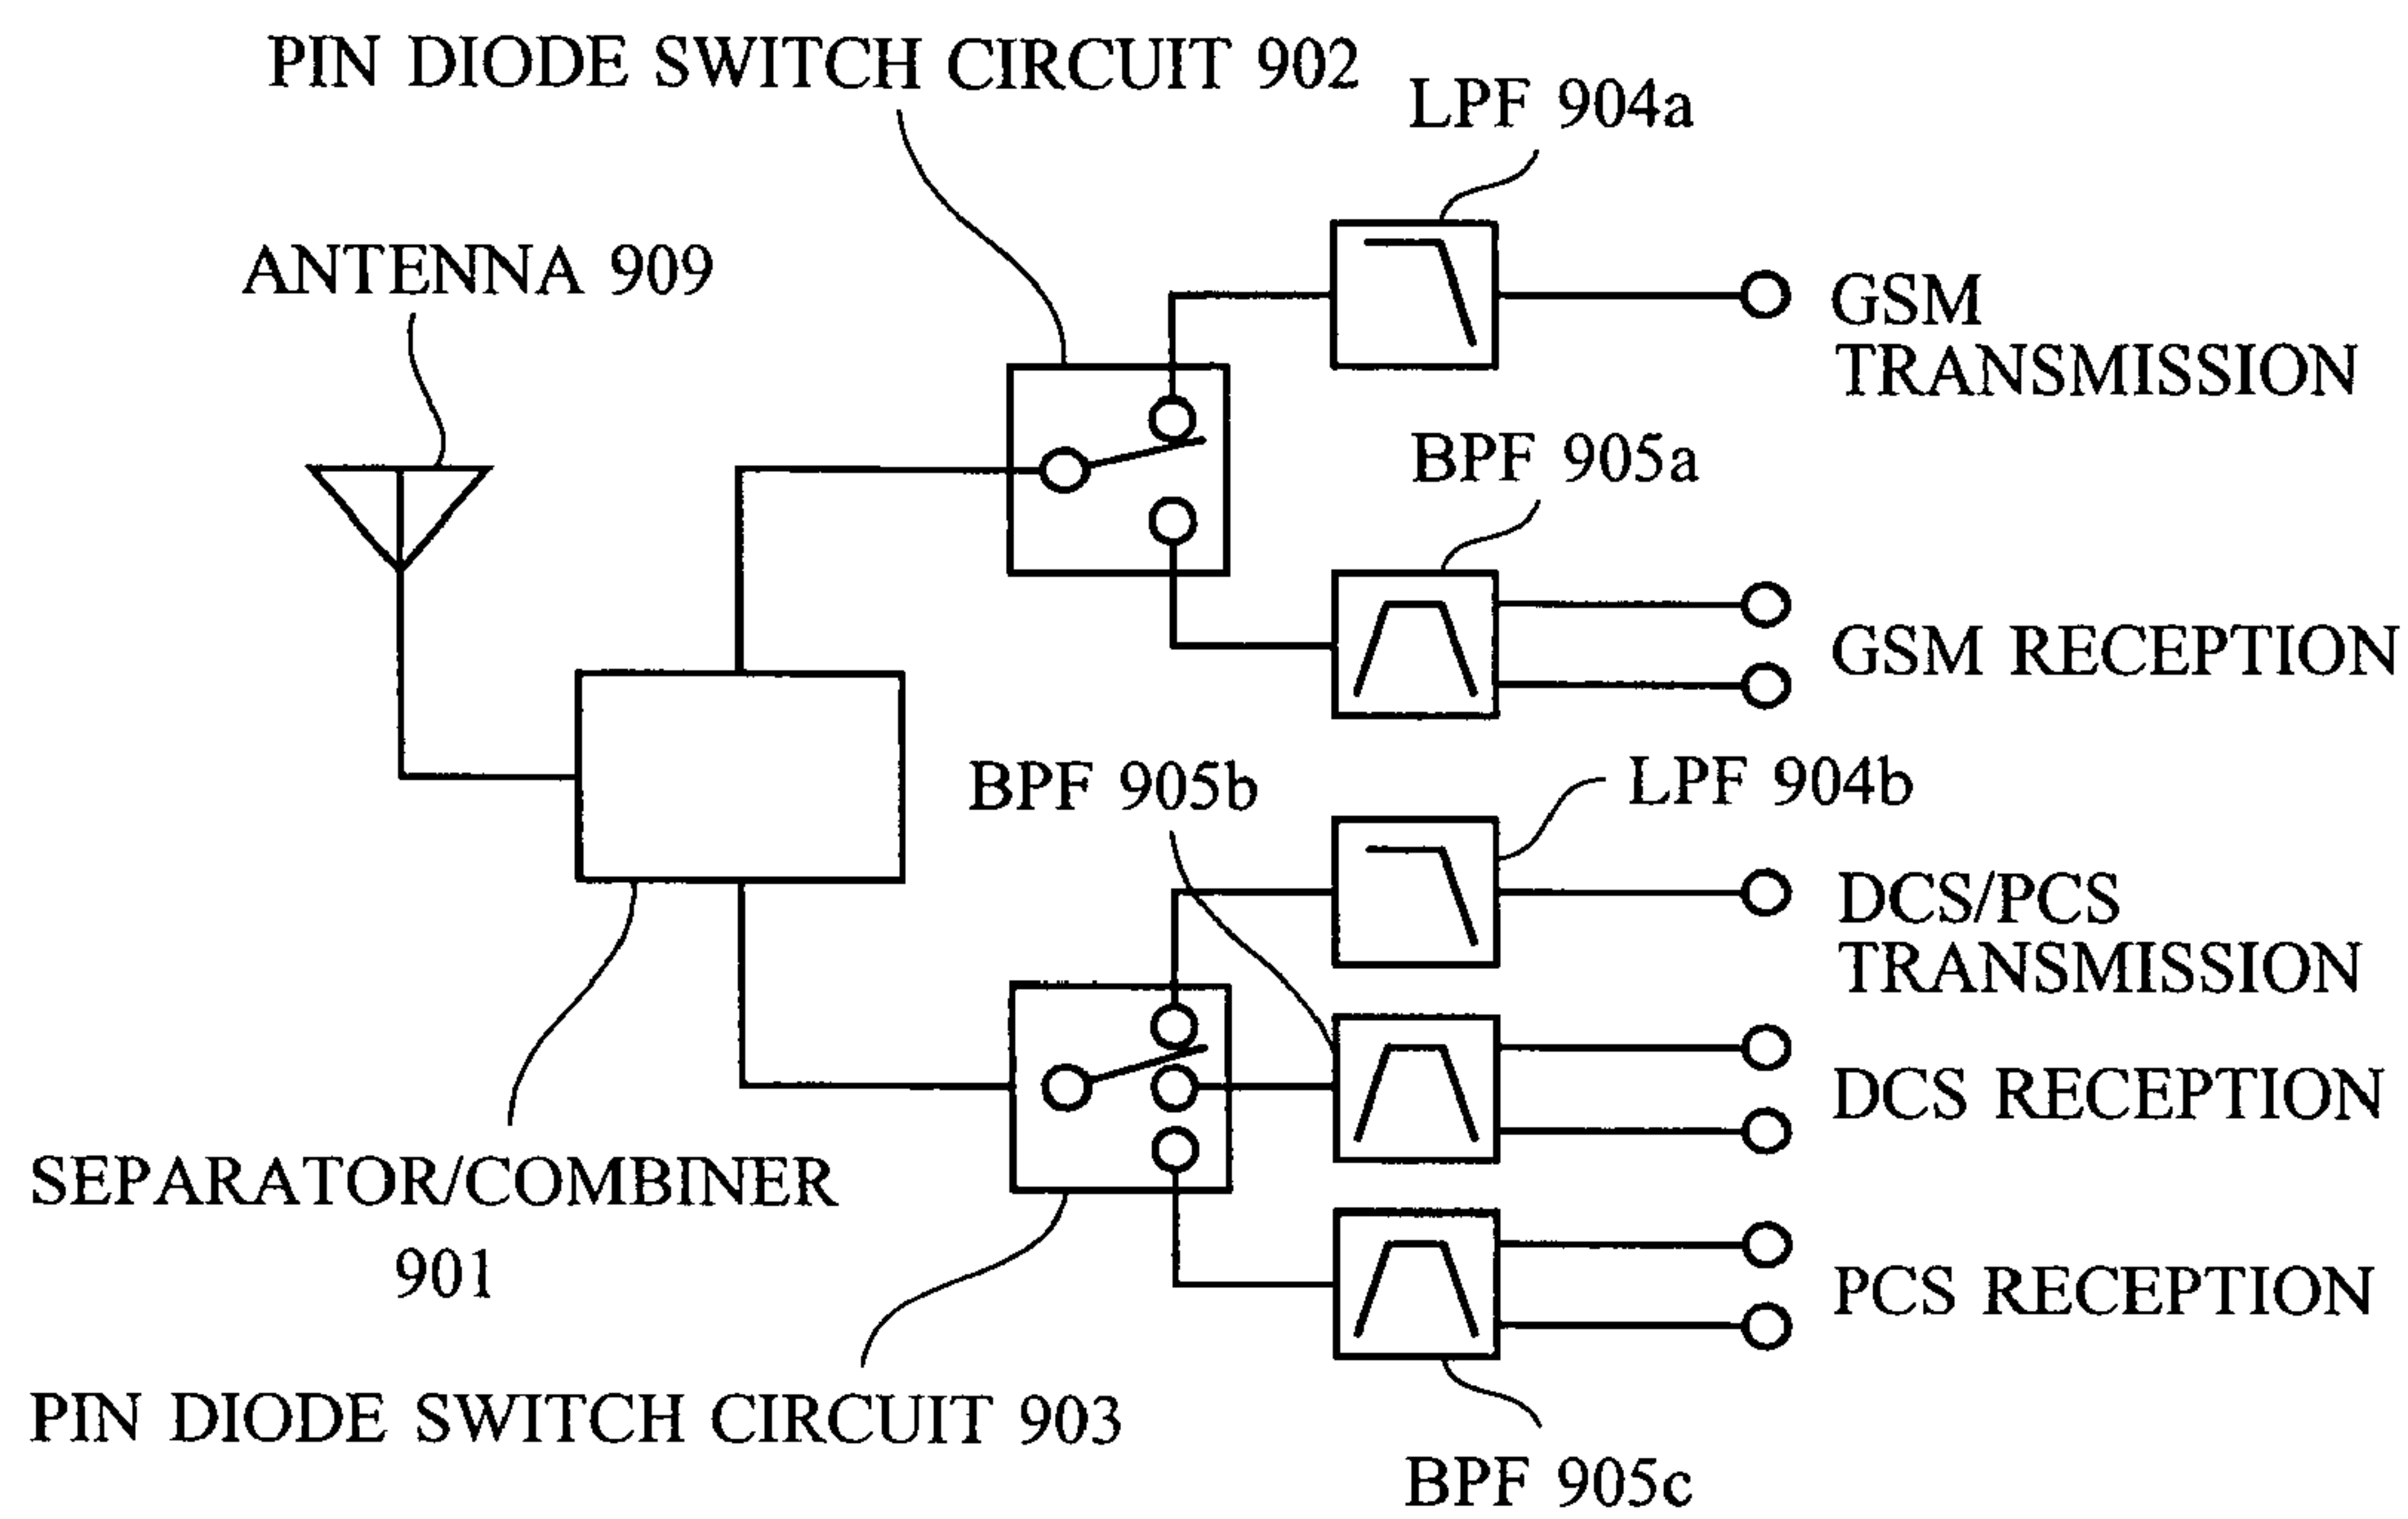 PIN DIODE SWITCH CIRCUIT 902
LPF 904a
ANTENNA 909
GSM
TRANSMISSION
BPF 905a
GSM RECEPTION
BPF 905b
LPF 904b
DCS/PCS
TRANSMISSION
DCS RECEPTION
SEPARATOR/COMBINER
901
PCS RECEPTION
PIN DIODE SWITCH CIRCUIT 903
BPF 905c